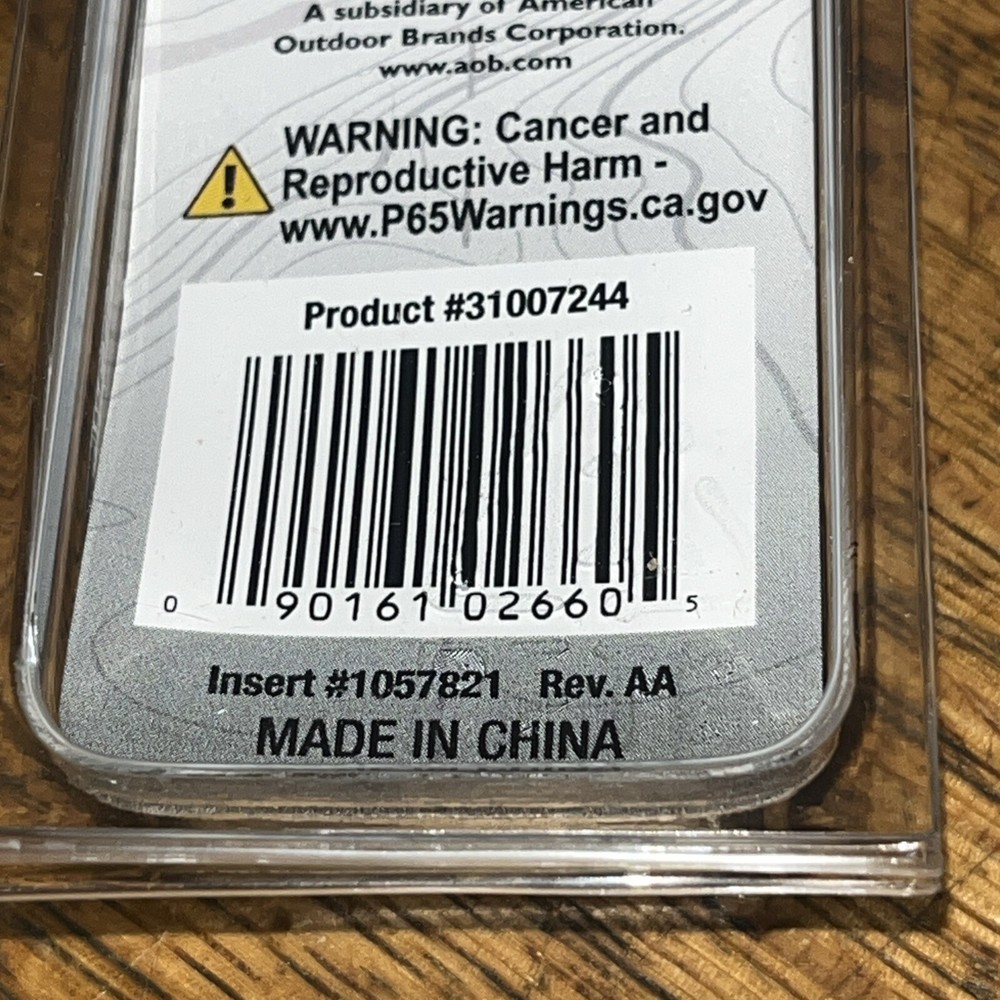 A subsidiary of American
Outdoor Brands Corporation.
www.aob.com
WARNING: Cancer and
Reproductive Harm -
www.P65Warnings.ca.gov
Product #31007244
0 90161 02660 5
Insert #1057821 Rev. AA
MADE IN CHINA